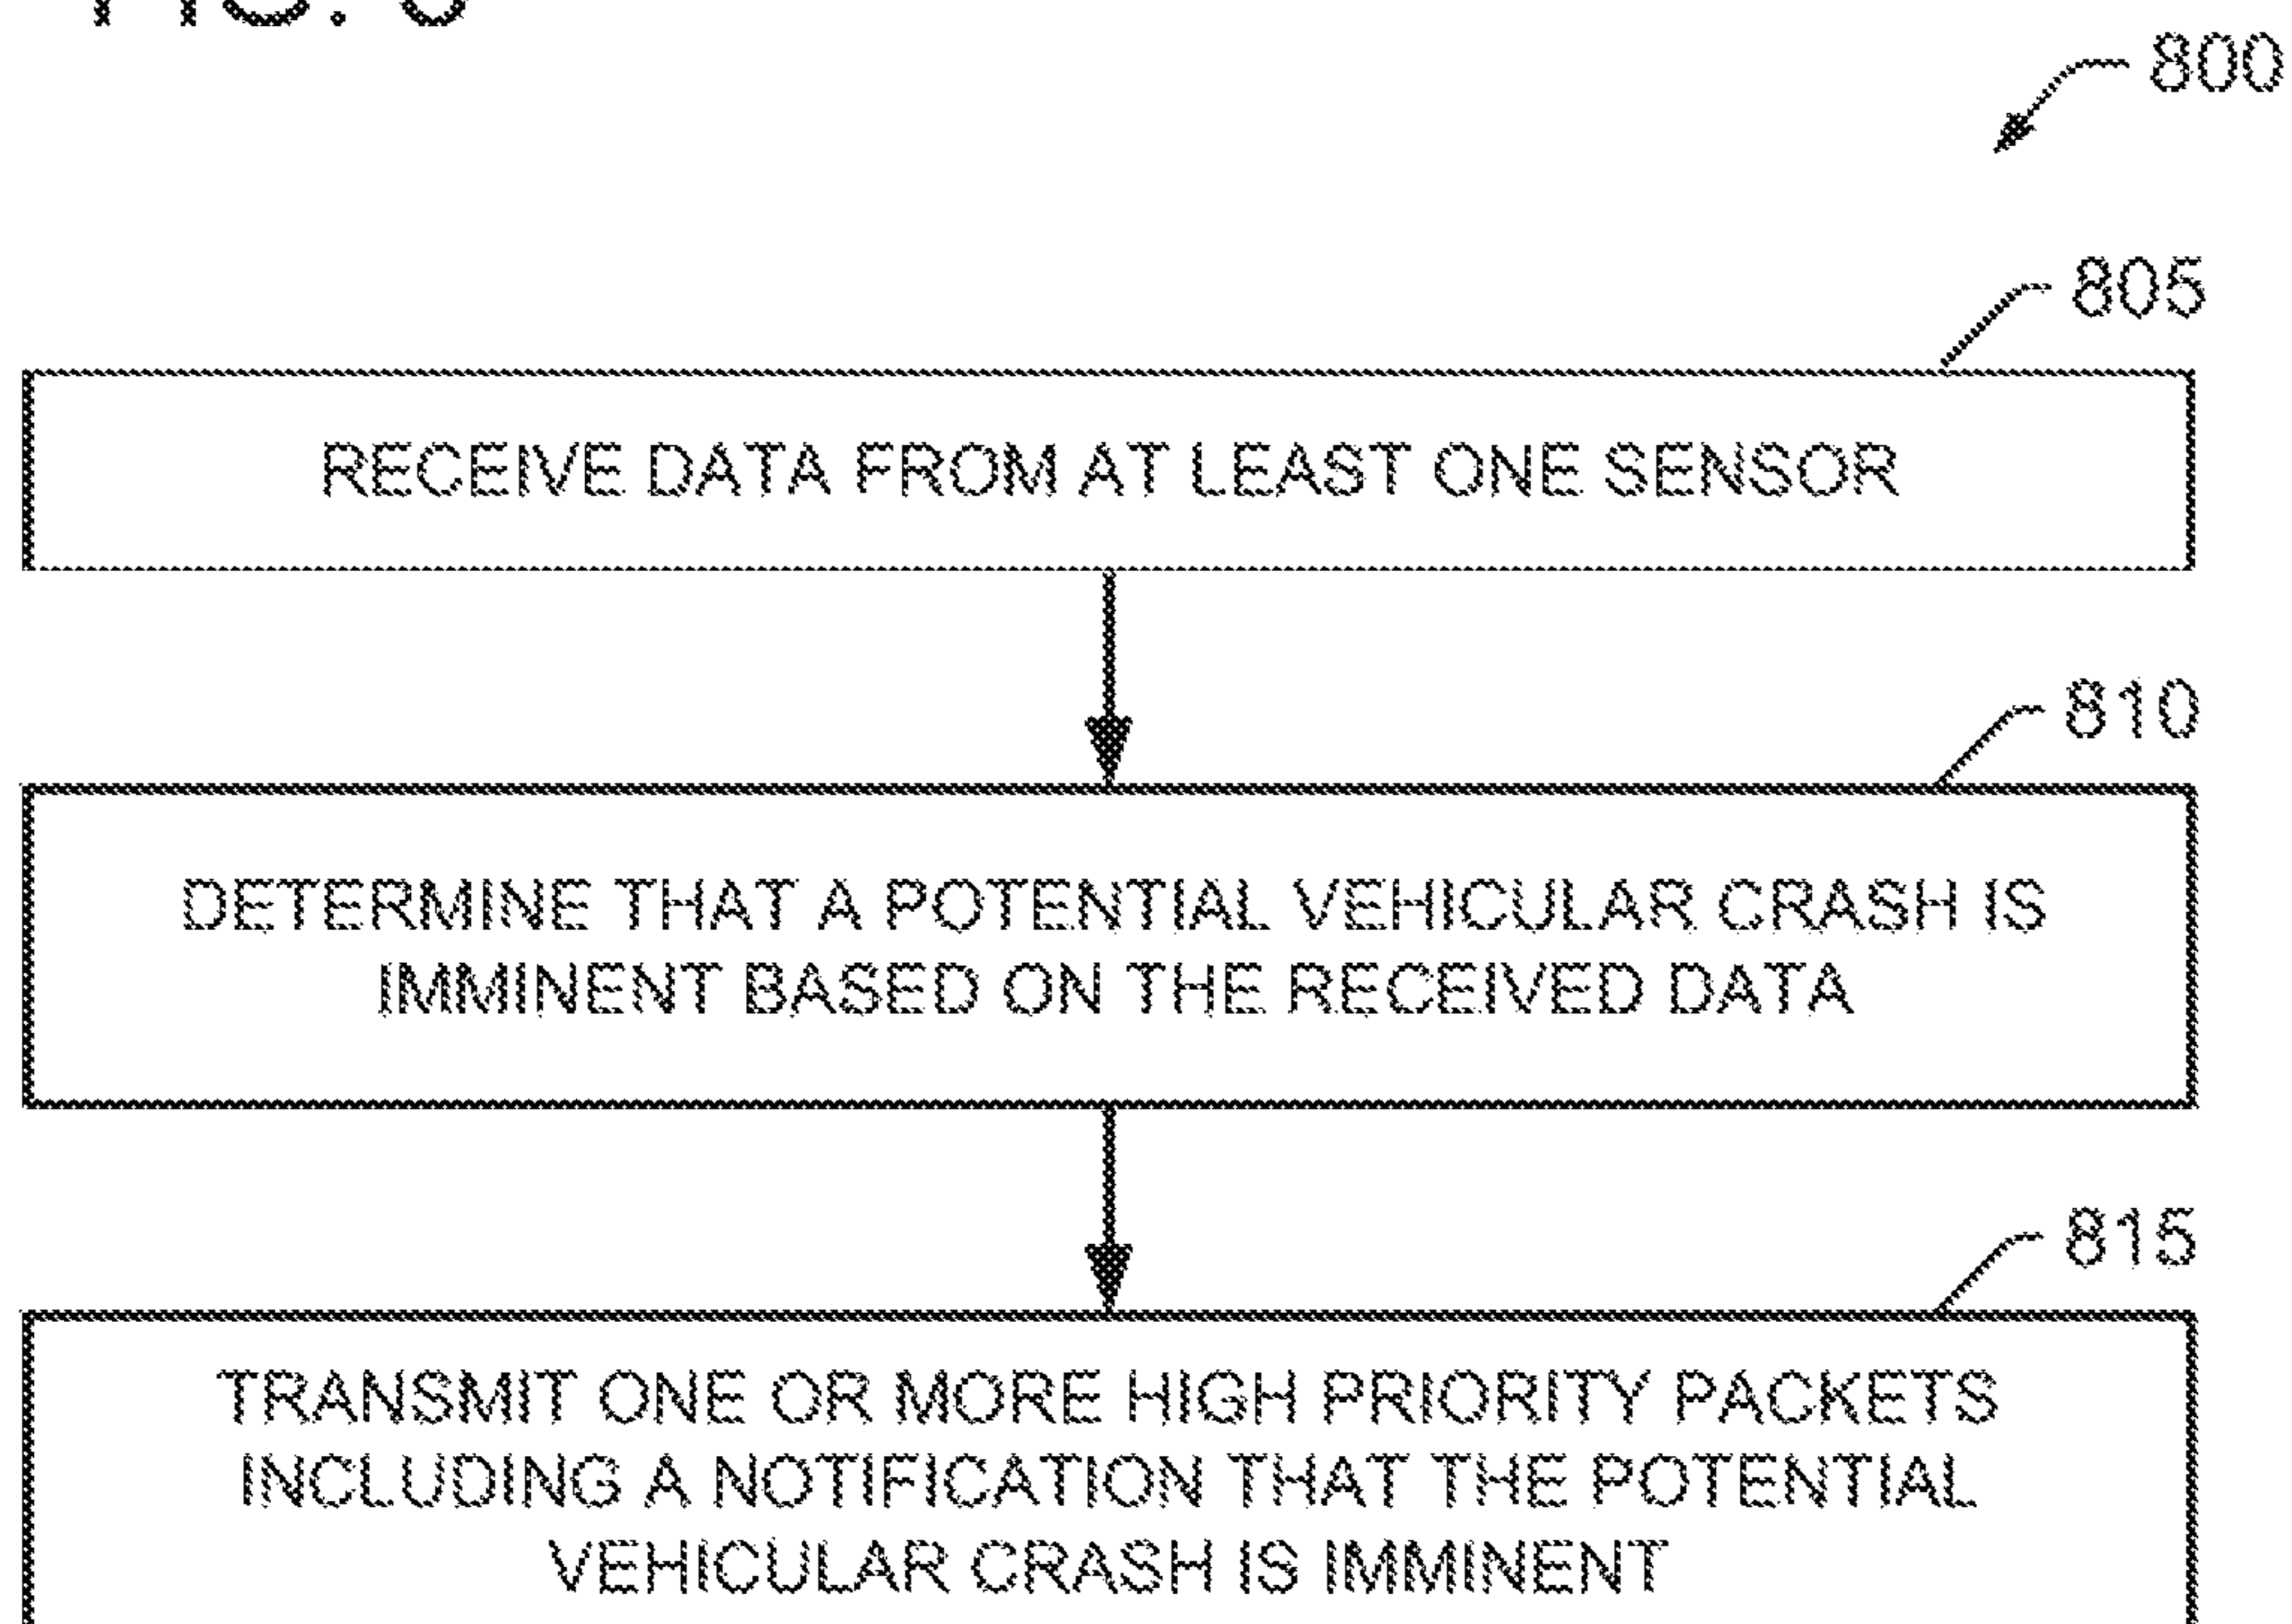 800
805
RECEIVE DATA FROM AT LEAST ONE SENSOR
810
DETERMINE THAT A POTENTIAL VEHICULAR CRASH IS
IMMINENT BASED ON THE RECEIVED DATA
815
TRANSMIT ONE OR MORE HIGH PRIORITY PACKETS
INCLUDING A NOTIFICATION THAT THE POTENTIAL
VEHICULAR CRASH IS IMMINENT